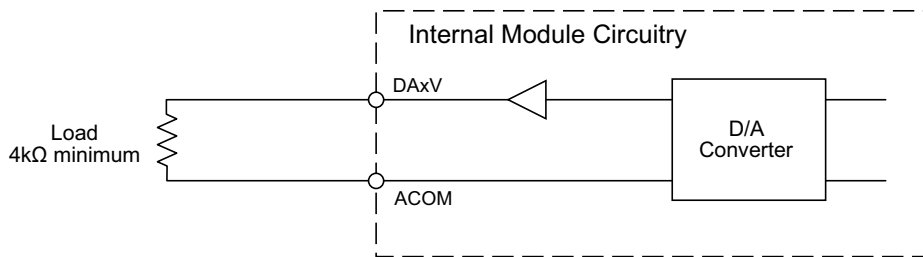 Internal Module Circuitry
DAxV
Load
4kΩ minimum
D/A
Converter
ACOM